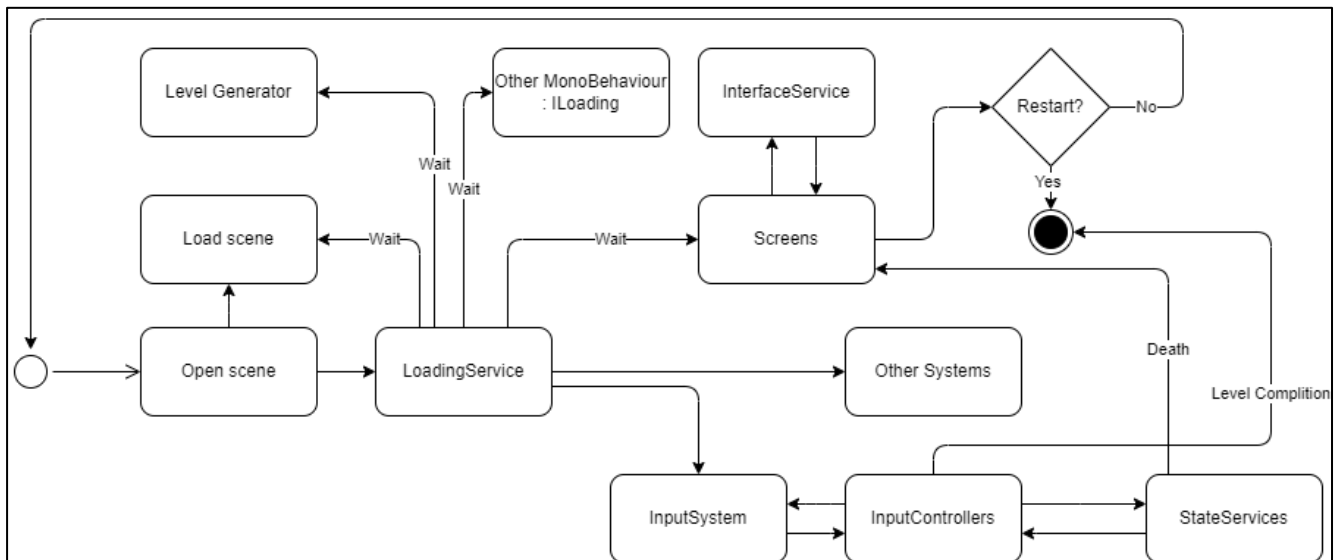 Level Generator
Other MonoBehaviour
: ILoading
InterfaceService
Restart?
No
Wait
Wait
Yes
Load scene
Wait
Wait
Screens
Death
Open scene
LoadingService
Other Systems
Level Complition
InputSystem
InputControllers
StateServices